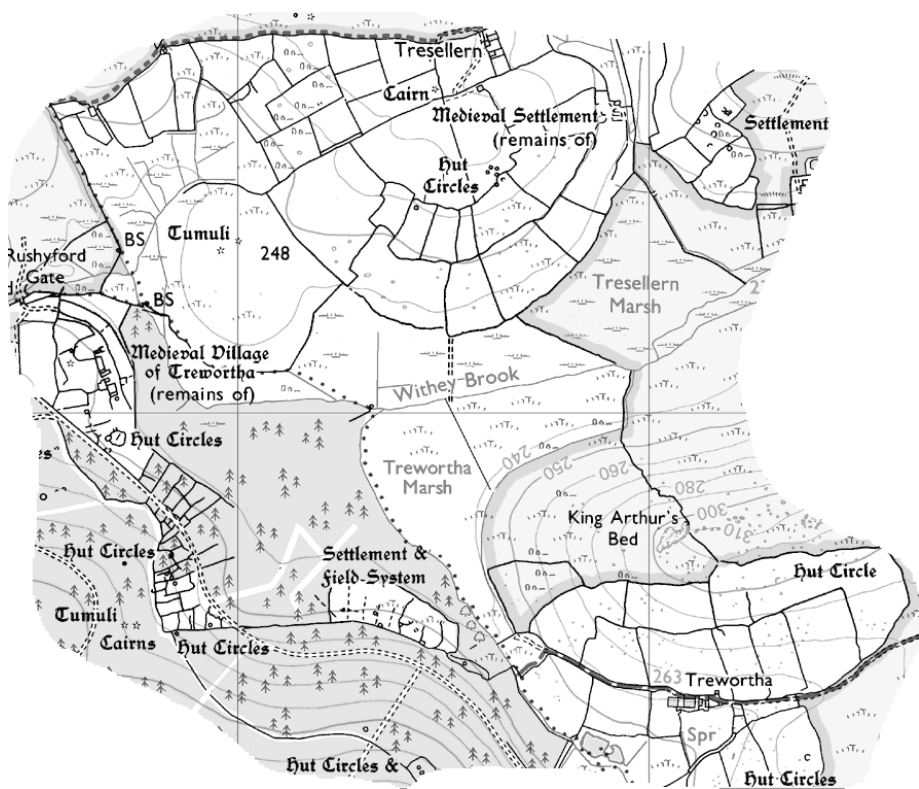 Tresellern
Cairn
Medieval Settlement
(remains of)
Settlement
Hut
Circles
BS
Tumuli
248
Rushyford
Gate
Tresellern
Marsh
BS
Medieval Village
of Trewortha
(remains of)
Withey Brook
Hut Circles
Trewortha
Marsh
240
250
260
280
300
310
King Arthur's
Bed
Hut Circles
Settlement &
Field System
Hut Circle
Tumuli
Cairns
Hut Circles
263
Trewortha
Spr
Hut Circles &
Hut Circles